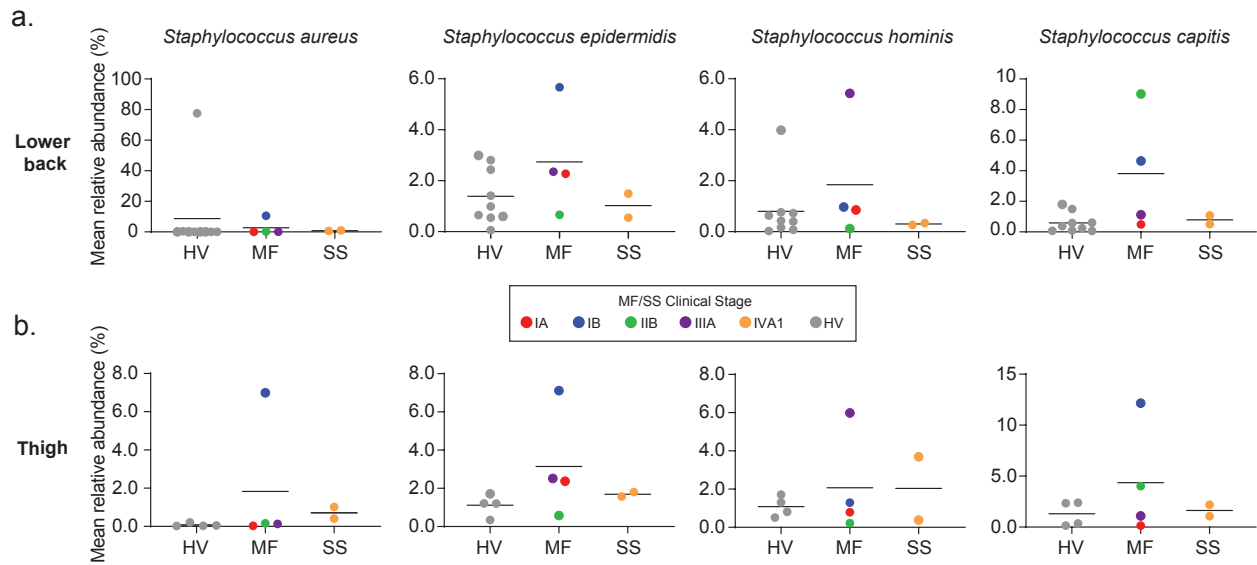 a.
Staphylococcus aureus
Staphylococcus epidermidis
Staphylococcus hominis
Staphylococcus capitis
Lower back
Mean relative abundance (%)
100
80
60
40
20
0
HV MF SS
6.0
4.0
2.0
0.0
HV MF SS
6.0
4.0
2.0
0.0
HV MF SS
10
8.0
6.0
4.0
2.0
0.0
HV MF SS
MF/SS Clinical Stage
IA IB IIB IIIA IVA1 HV
b.
Thigh
Mean relative abundance (%)
8.0
6.0
4.0
2.0
0.0
HV MF SS
8.0
6.0
4.0
2.0
0.0
HV MF SS
8.0
6.0
4.0
2.0
0.0
HV MF SS
15
10
5.0
0.0
HV MF SS